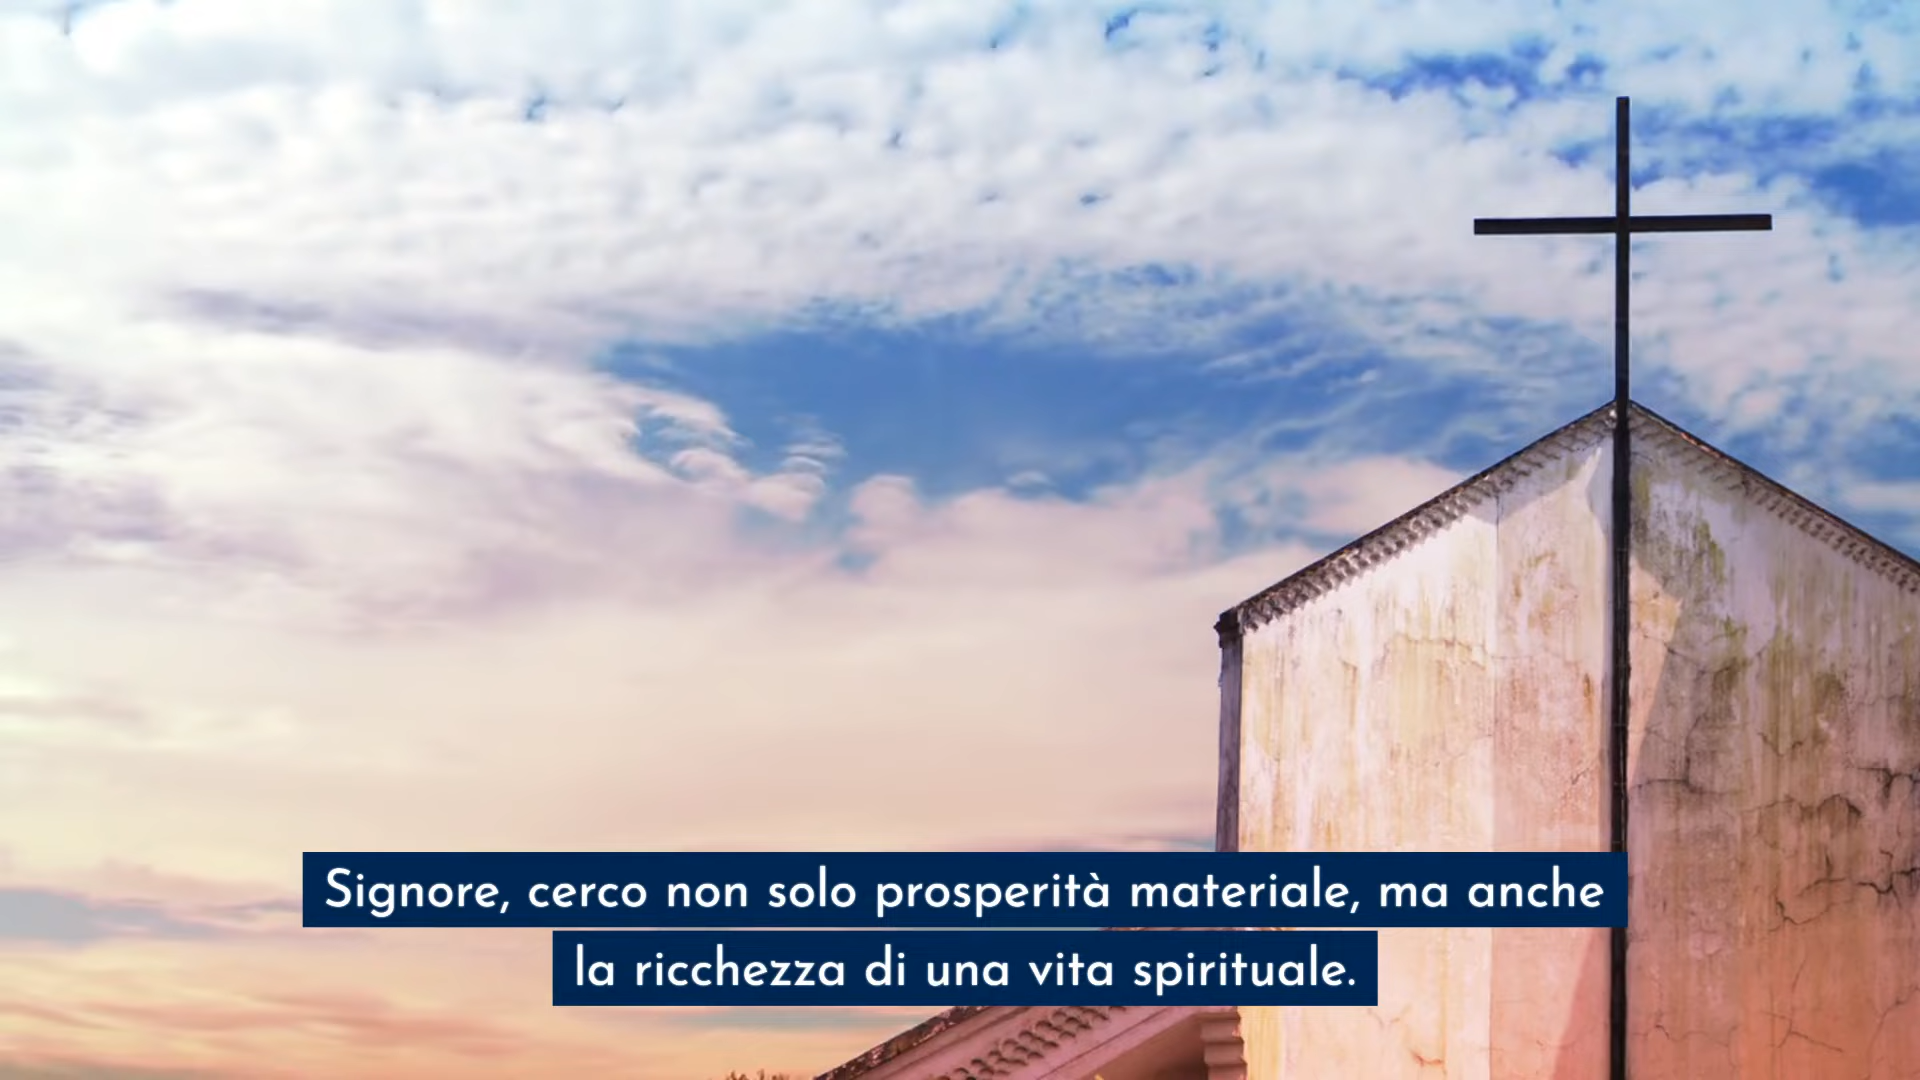 Signore, cerco non solo prosperità materiale, ma anche
la ricchezza di una vita spirituale.